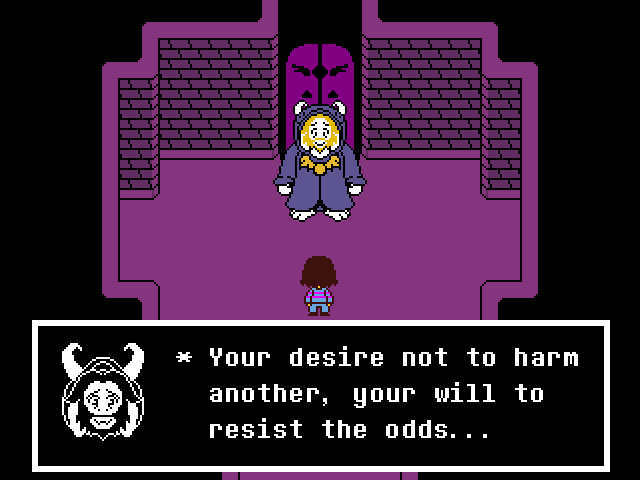 * Your desire not to harm
another, your will to
resist the odds...